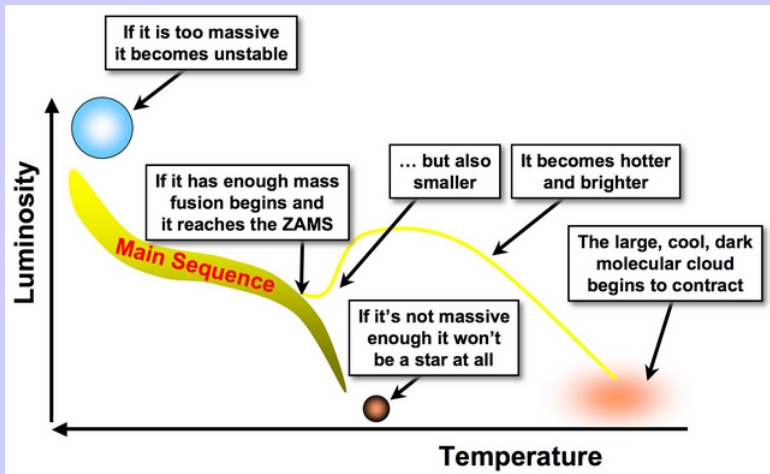 If it is too massive
it becomes unstable
Luminosity
If it has enough mass
fusion begins and
it reaches the ZAMS
… but also
smaller
It becomes hotter
and brighter
Main Sequence
The large, cool, dark
molecular cloud
begins to contract
If it's not massive
enough it won't
be a star at all
Temperature